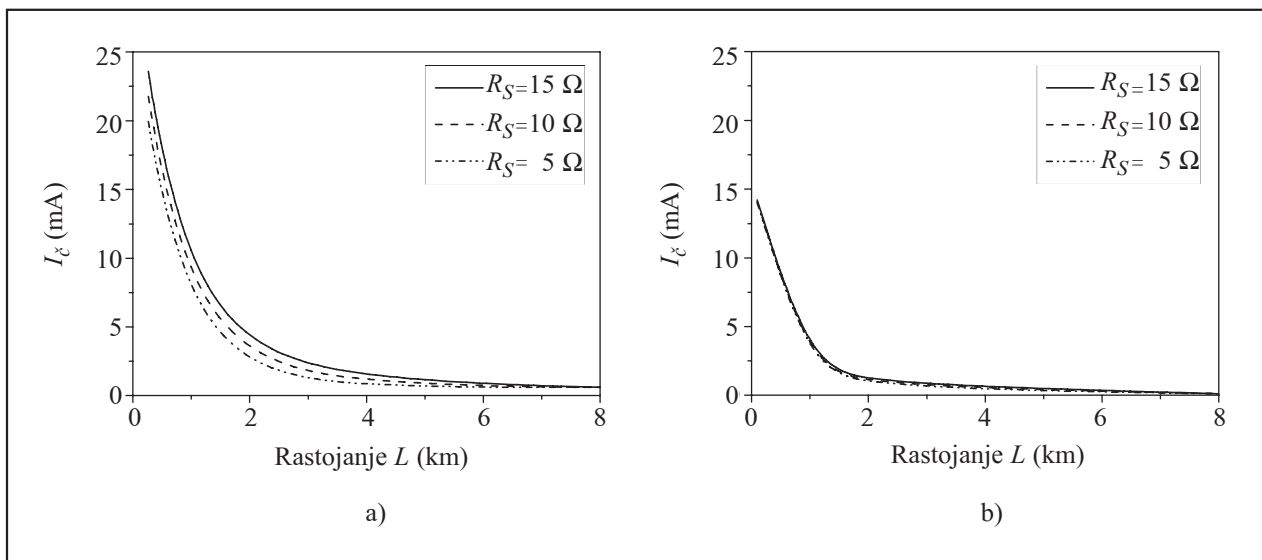 25
20
15
10
5
0
I_č (mA)
R_S=15 Ω
R_S=10 Ω
R_S= 5 Ω
0 2 4 6 8
Rastojanje L (km)
a)
25
20
15
10
5
0
I_č (mA)
R_S=15 Ω
R_S=10 Ω
R_S= 5 Ω
0 2 4 6 8
Rastojanje L (km)
b)